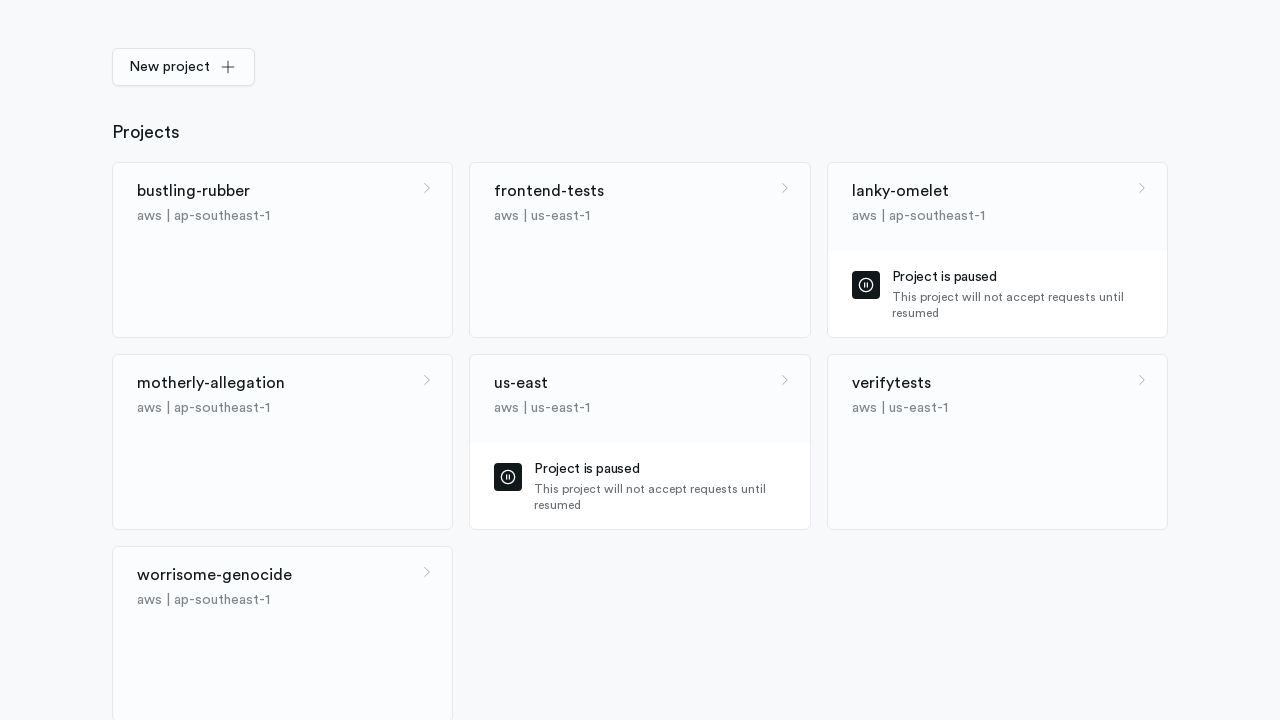 New project
Projects
bustling-rubber
aws | ap-southeast-1
frontend-tests
aws | us-east-1
lanky-omelet
aws | ap-southeast-1
Project is paused
This project will not accept requests until
resumed
motherly-allegation
aws | ap-southeast-1
us-east
aws | us-east-1
Project is paused
This project will not accept requests until
resumed
verifytests
aws | us-east-1
worrisome-genocide
aws | ap-southeast-1